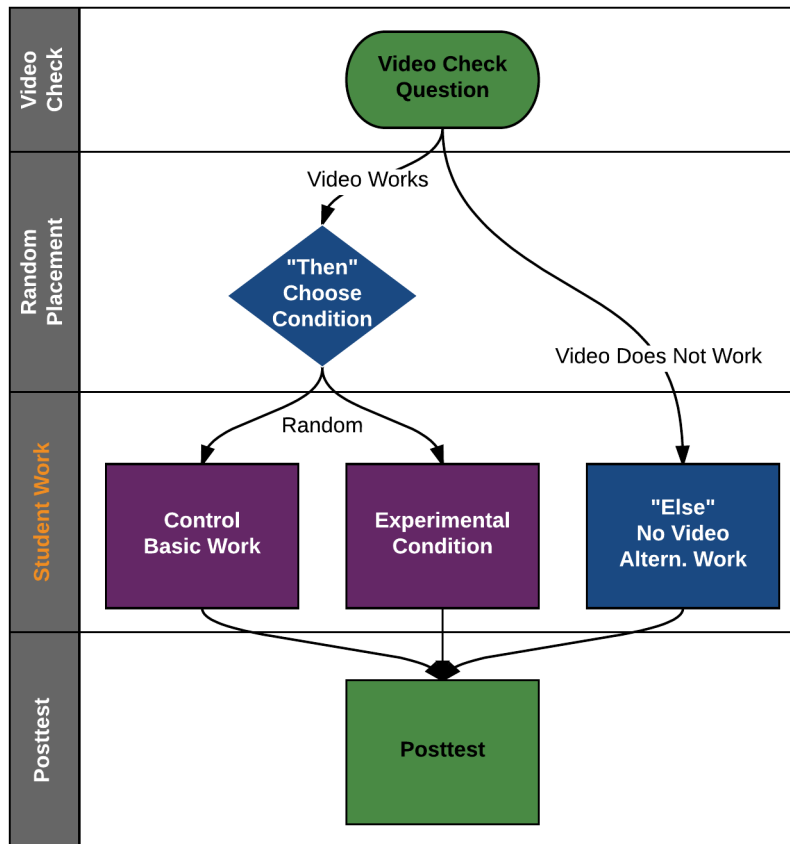 Video
Check
Video Check
Question
Video Works
Random
Placement
"Then"
Choose
Condition
Video Does Not Work
Random
Student Work
Control
Basic Work
Experimental
Condition
"Else"
No Video
Altern. Work
Posttest
Posttest